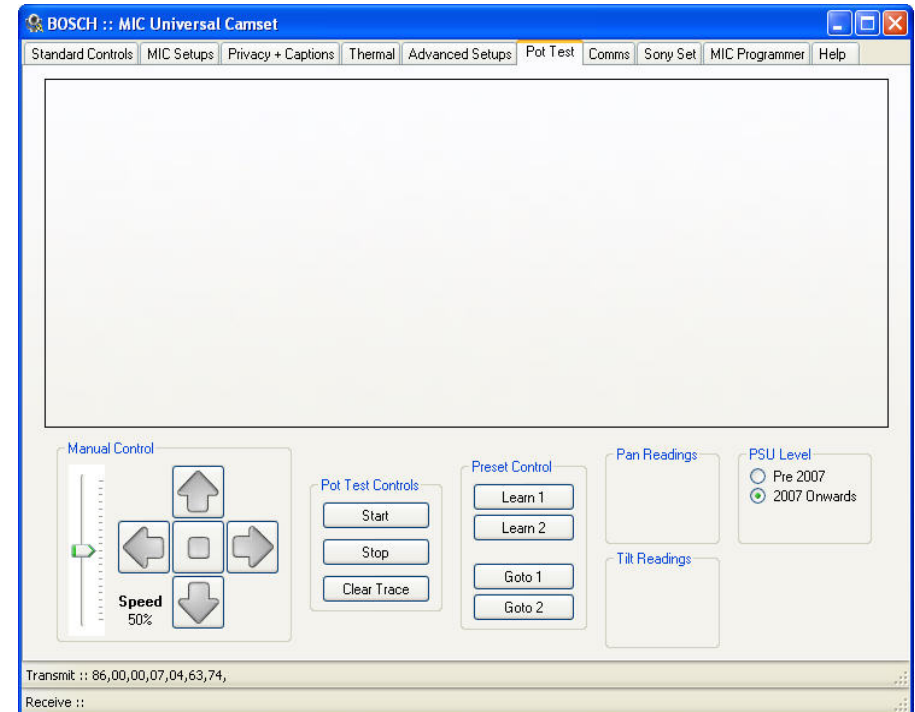 BOSCH :: MIC Universal Camset
Standard Controls MIC Setups Privacy + Captions Thermal Advanced Setups Pot Test Comms Sony Set MIC Programmer Help
Manual Control
Speed
50%
Pot Test Controls
Start
Stop
Clear Trace
Preset Control
Learn 1
Learn 2
Goto 1
Goto 2
Pan Readings
Tilt Readings
PSU Level
Pre 2007
2007 Onwards
Transmit :: 86,00,00,07,04,63,74,
Receive ::